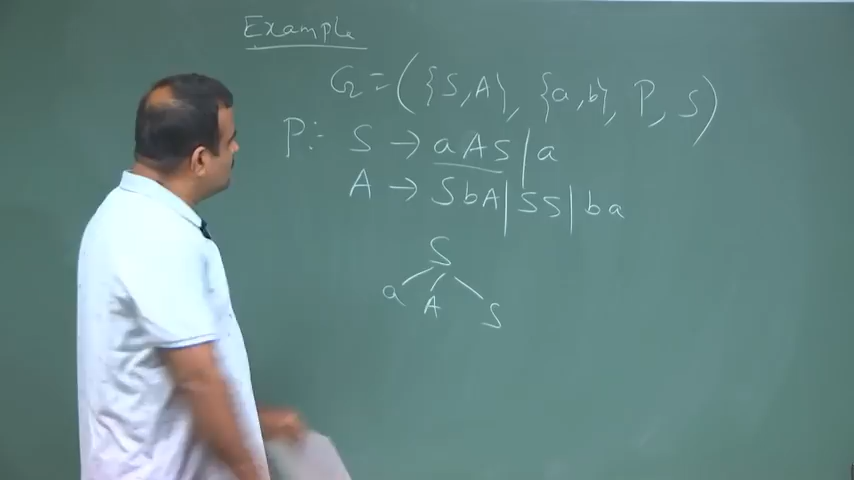 Example
G = ({S, A}, {a, b}, P, S)
P: S → aAS | a
A → SbA | SS | ba
S
a A S